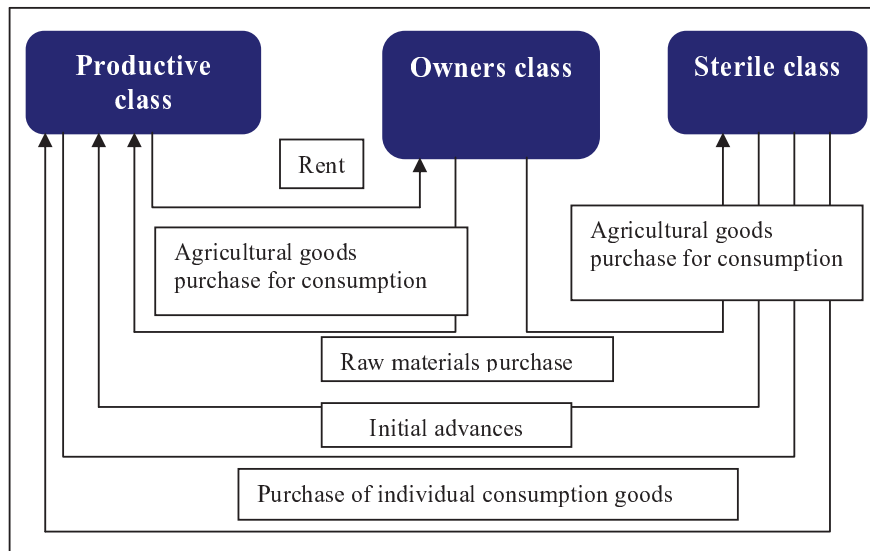 Productive
class
Owners class
Sterile class
Rent
Agricultural goods
purchase for consumption
Agricultural goods
purchase for consumption
Raw materials purchase
Initial advances
Purchase of individual consumption goods